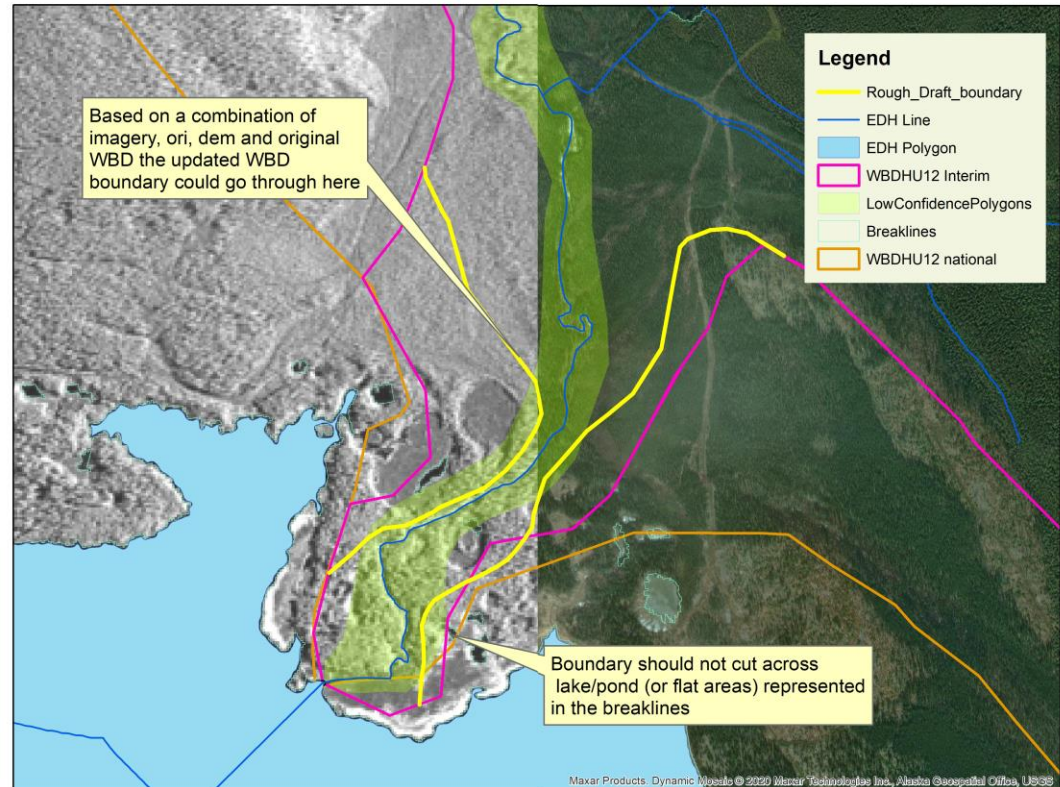 Based on a combination of
imagery, ori, dem and original
WBD the updated WBD
boundary could go through here
Legend
Rough_Draft_boundary
EDH Line
EDH Polygon
WBDHU12 Interim
LowConfidencePolygons
Breaklines
WBDHU12 national
Boundary should not cut across
lake/pond (or flat areas) represented
in the breaklines
Maxar Products. Dynamic Mosaic © 2020 Maxar Technologies Inc., Alaska Geospatial Office, USGS